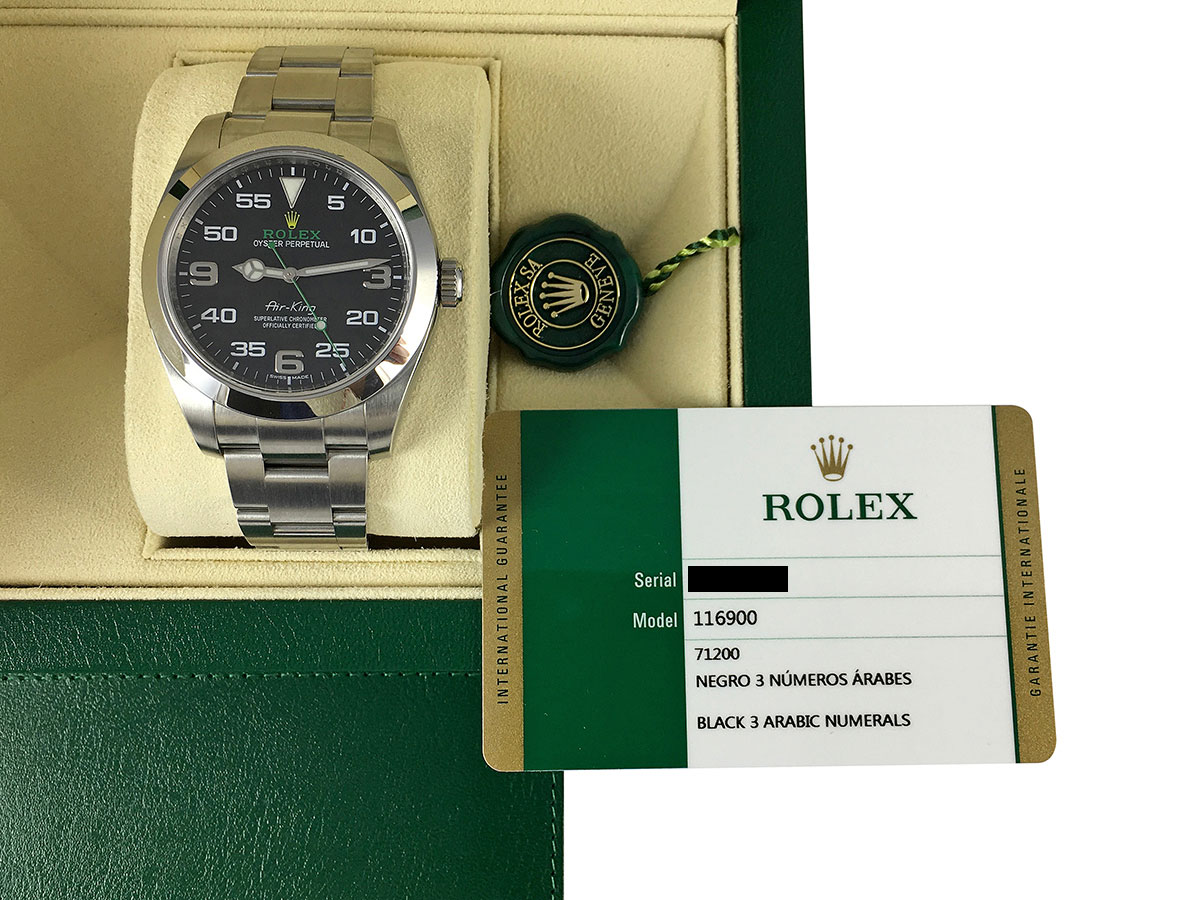 55
5
50
ROLEX
10
OYSTER PERPETUAL
9
3
Air-King
40
SUPERLATIVE CHRONOMETER
20
OFFICIALLY CERTIFIED
35
25
6
SWISS MADE
ROLEX SA
GENEVE
INTERNATIONAL GUARANTEE
ROLEX
Serial
Model 116900
71200
NEGRO 3 NÚMEROS ÁRABES
BLACK 3 ARABIC NUMERALS
GARANTIE INTERNATIONALE